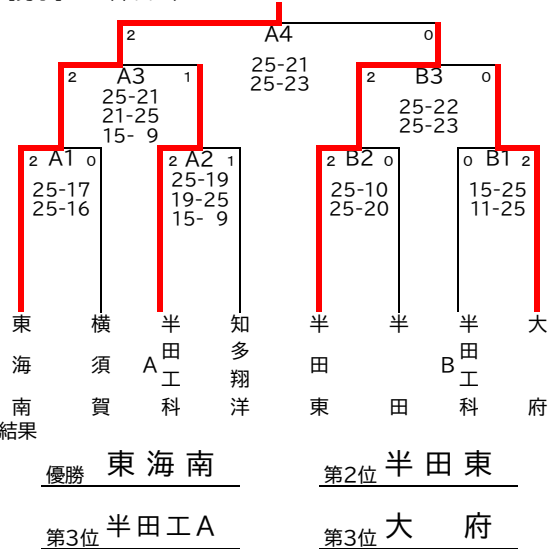 2 A4 0
25-21
25-23
2 A3 1
25-21
21-25
15- 9
2 B3 0
25-22
25-23
2 A1 0
25-17
25-16
2 A2 1
25-19
19-25
15- 9
2 B2 0
25-10
25-20
0 B1 2
15-25
11-25
東海南
横須賀
半田工科A
知多翔洋
半田東
半田
半田工科B
大府
結果
優勝 東海南
第2位 半田東
第3位 半田工A
第3位 大府